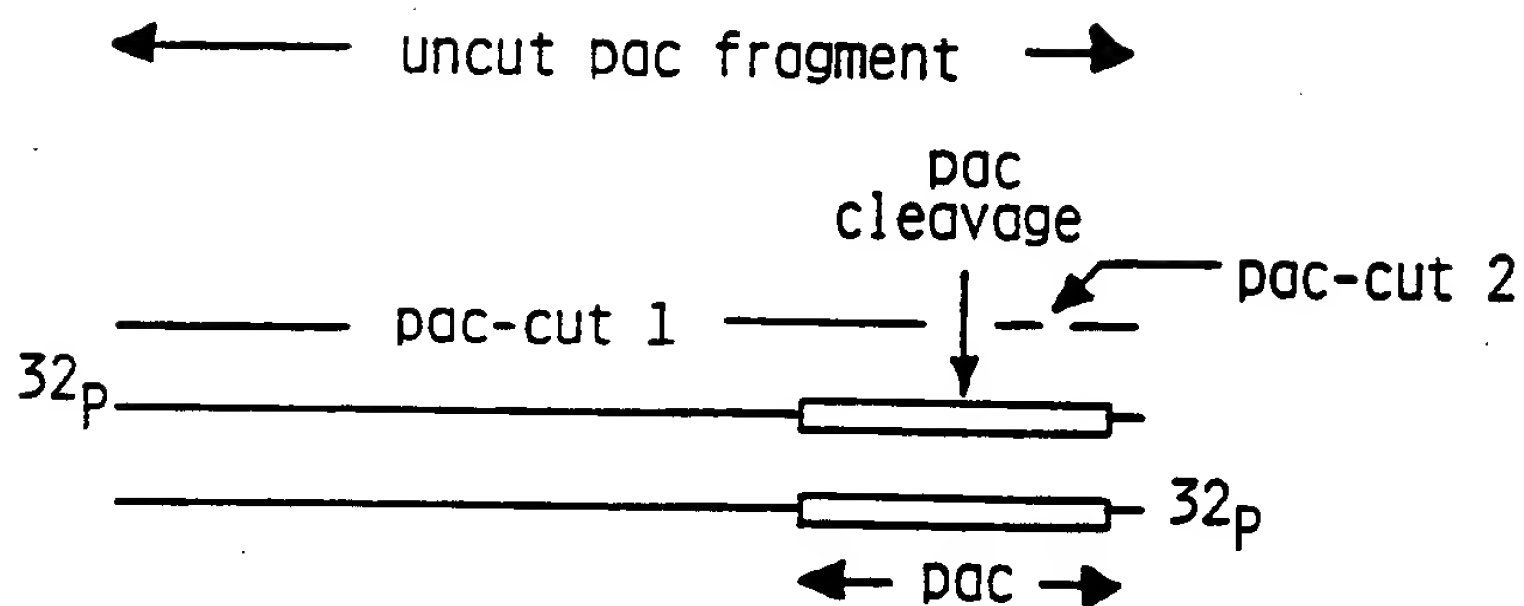 uncut pac fragment
pac
cleavage
pac-cut 2
pac-cut 1
32p
32p
pac